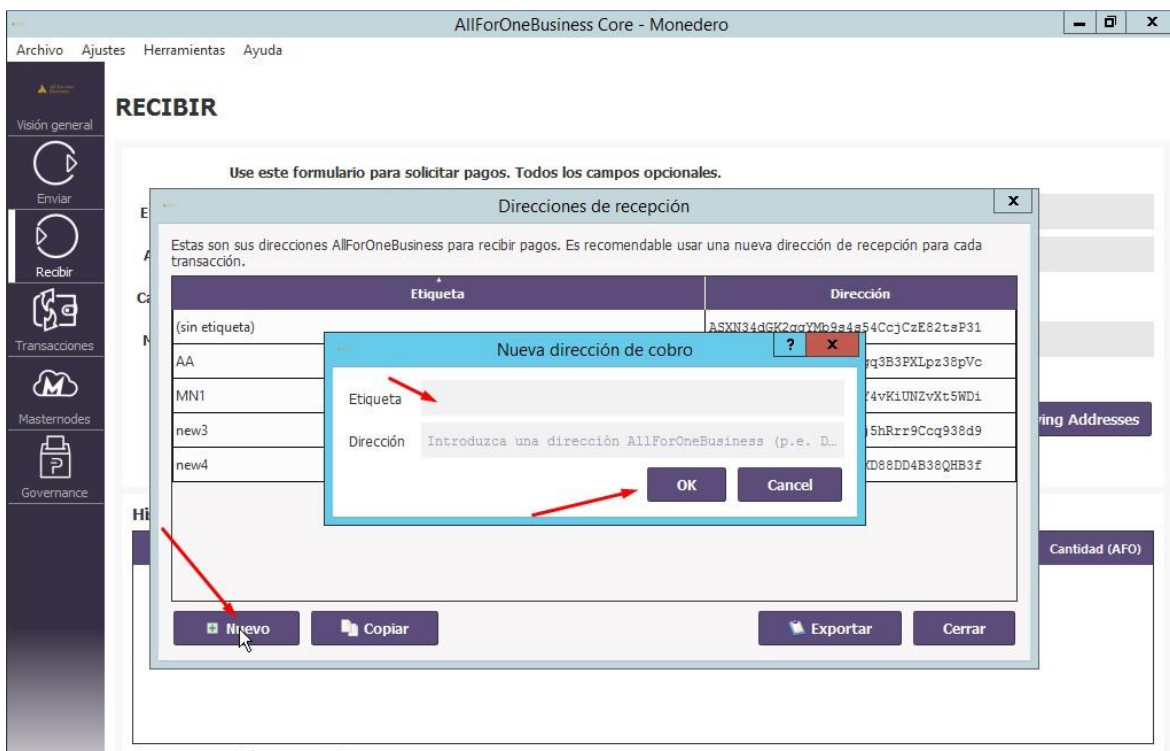 AllForOneBusiness Core - Monedero
Archivo Ajustes Herramientas Ayuda
Visión general
Enviar
Recibir
Transacciones
Masternodes
Governance
RECIBIR
Use este formulario para solicitar pagos. Todos los campos opcionales.
Direcciones de recepción
Estas son sus direcciones AllForOneBusiness para recibir pagos. Es recomendable usar una nueva dirección de recepción para cada
transacción.
Etiqueta Dirección
(sin etiqueta)
AA
MN1
new3
new4
Nueva dirección de cobro
Etiqueta
Dirección Introduzca una dirección AllForOneBusiness (p.e. D…
OK Cancel
Addresses
Cantidad (AFO)
Nuevo Copiar Exportar Cerrar